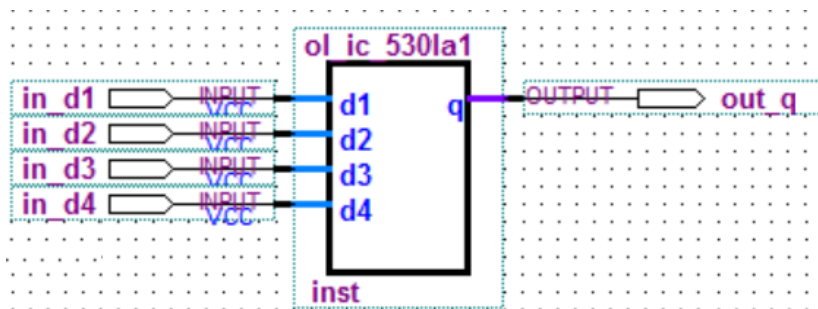 ol_ic_530la1
in_d1 INPUT VCC d1 q OUTPUT out_q
in_d2 INPUT VCC d2
in_d3 INPUT VCC d3
in_d4 INPUT VCC d4
inst